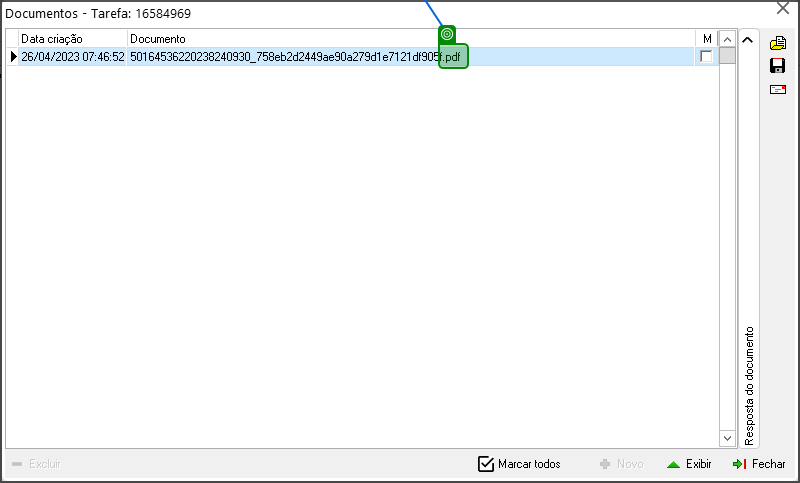 Documentos - Tarefa: 16584969
Data criação Documento M
26/04/2023 07:46:52 50164536220238240930_758eb2d2449ae90a279d1e7121df905f.pdf
Resposta do documento
Excluir Marcar todos Novo Exibir Fechar